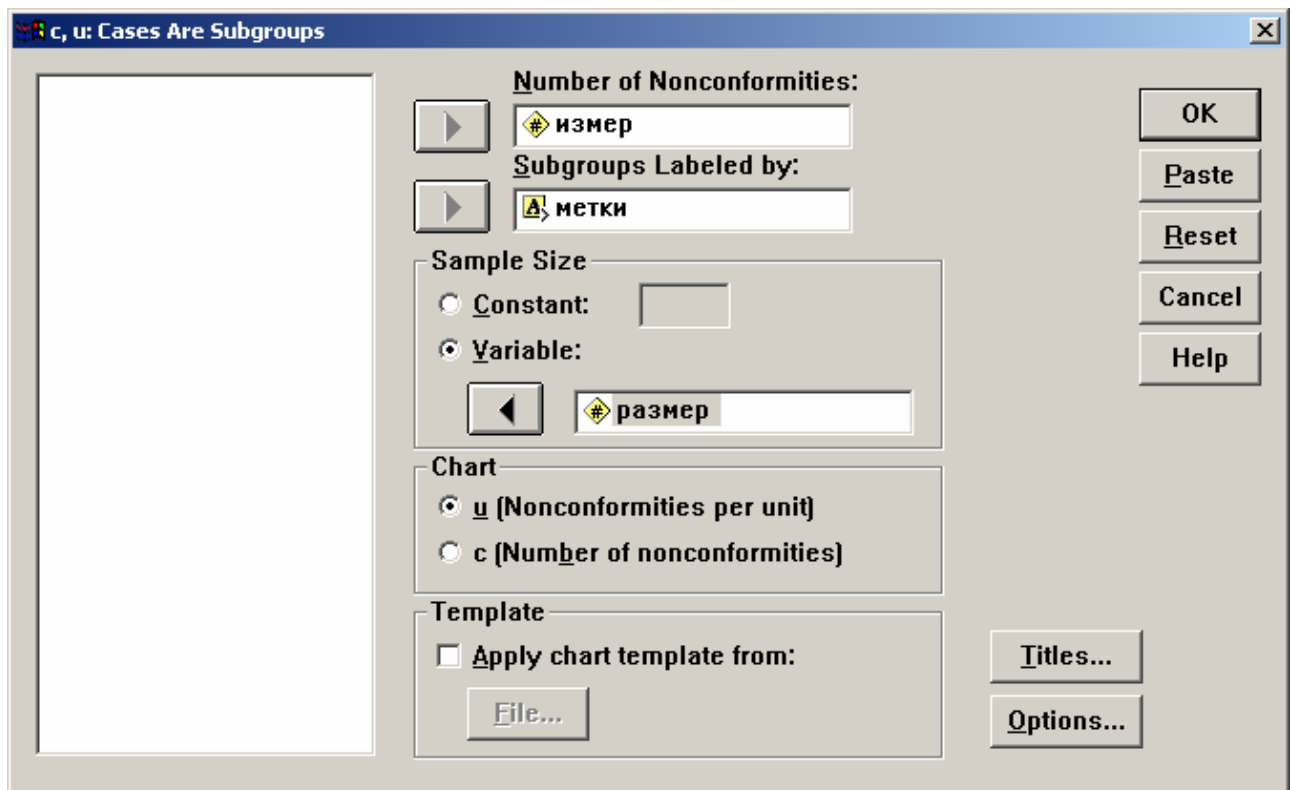 c, u: Cases Are Subgroups
Number of Nonconformities:
измер
Subgroups Labeled by:
метки
Sample Size
Constant:
Variable:
размер
Chart
u (Nonconformities per unit)
c (Number of nonconformities)
Template
Apply chart template from:
File...
OK
Paste
Reset
Cancel
Help
Titles...
Options...